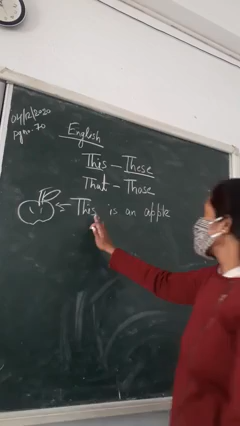 04/12/2020
pg no. 70
English
This - These
That - Those
This is an apple